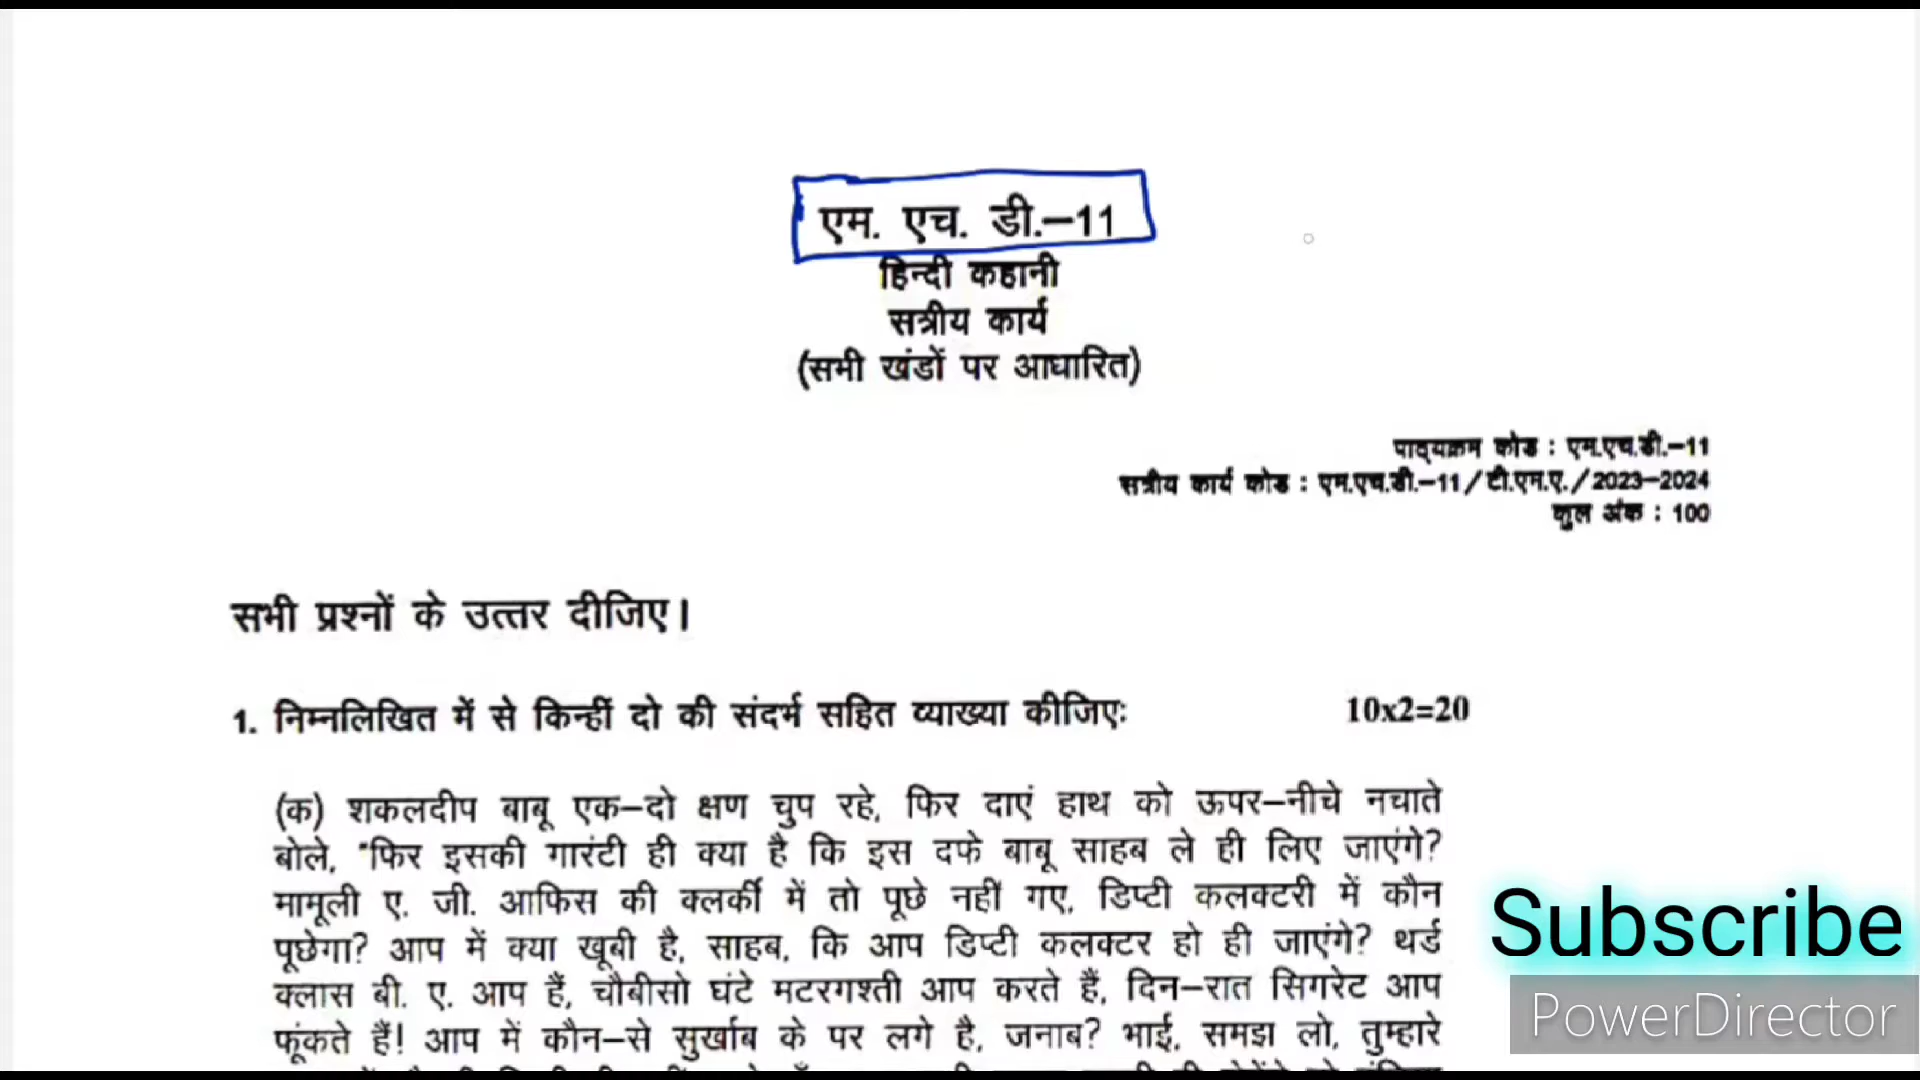 एम. एच. डी.–11
हिन्दी कहानी
सत्रीय कार्य
(सभी खंडों पर आधारित)
पाठ्यक्रम कोड : एम.एच.डी.–11
सत्रीय कार्य कोड : एम.एच.डी.–11/टी.एम.ए./2023–2024
कुल अंक : 100
सभी प्रश्नों के उत्तर दीजिए।
1. निम्नलिखित में से किन्हीं दो की संदर्भ सहित व्याख्या कीजिएः 10x2=20
(क) शकलदीप बाबू एक–दो क्षण चुप रहे, फिर दाएं हाथ को ऊपर–नीचे नचाते
बोले, "फिर इसकी गारंटी ही क्या है कि इस दफे बाबू साहब ले ही लिए जाएंगे?
मामूली ए. जी. आफिस की क्लर्की में तो पूछे नहीं गए, डिप्टी कलक्टरी में कौन
पूछेगा? आप में क्या खूबी है, साहब, कि आप डिप्टी कलक्टर हो ही जाएंगे? थर्ड
क्लास बी. ए. आप हैं, चौबीसो घंटे मटरगश्ती आप करते हैं, दिन–रात सिगरेट आप
फूंकते हैं! आप में कौन–से सुर्खाब के पर लगे है, जनाब? भाई, समझ लो, तुम्हारे
Subscribe
PowerDirector